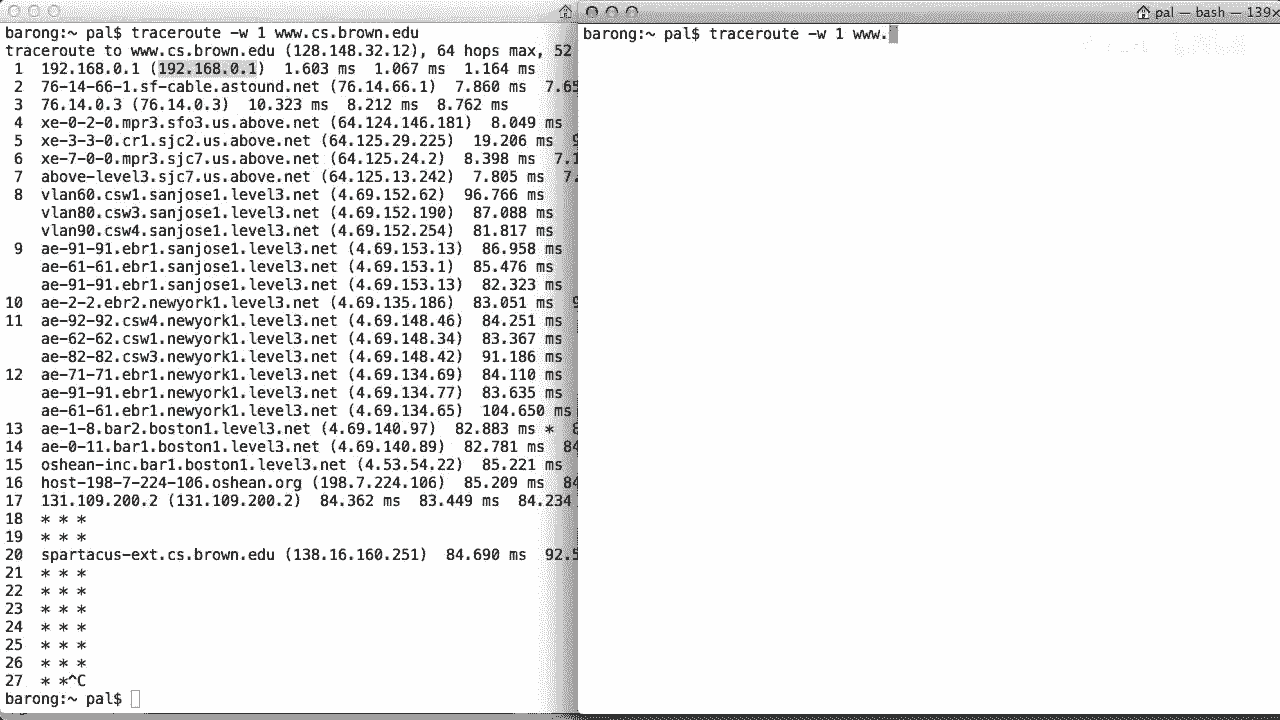 barong:~ pal$ traceroute -w 1 www.cs.brown.edu
traceroute to www.cs.brown.edu (128.148.32.12), 64 hops max, 52
1 192.168.0.1 (192.168.0.1) 1.603 ms 1.067 ms 1.164 ms
2 76-14-66-1.sf-cable.astound.net (76.14.66.1) 7.860 ms 7.65
3 76.14.0.3 (76.14.0.3) 10.323 ms 8.212 ms 8.762 ms
4 xe-0-2-0.mpr3.sfo3.us.above.net (64.124.146.181) 8.049 ms
5 xe-3-3-0.cr1.sjc2.us.above.net (64.125.29.225) 19.206 ms
6 xe-7-0-0.mpr3.sjc7.us.above.net (64.125.24.2) 8.398 ms 7.1
7 above-level3.sjc7.us.above.net (64.125.13.242) 7.805 ms 7.
8 vlan60.csw1.sanjose1.level3.net (4.69.152.62) 96.766 ms
vlan80.csw3.sanjose1.level3.net (4.69.152.190) 87.088 ms
vlan90.csw4.sanjose1.level3.net (4.69.152.254) 81.817 ms
9 ae-91-91.ebr1.sanjose1.level3.net (4.69.153.13) 86.958 ms
ae-61-61.ebr1.sanjose1.level3.net (4.69.153.1) 85.476 ms
ae-91-91.ebr1.sanjose1.level3.net (4.69.153.13) 82.323 ms
10 ae-2-2.ebr2.newyork1.level3.net (4.69.135.186) 83.051 ms
11 ae-92-92.csw4.newyork1.level3.net (4.69.148.46) 84.251 ms
ae-62-62.csw1.newyork1.level3.net (4.69.148.34) 83.367 ms
ae-82-82.csw3.newyork1.level3.net (4.69.148.42) 91.186 ms
12 ae-71-71.ebr1.newyork1.level3.net (4.69.134.69) 84.110 ms
ae-91-91.ebr1.newyork1.level3.net (4.69.134.77) 83.635 ms
ae-61-61.ebr1.newyork1.level3.net (4.69.134.65) 104.650 ms
13 ae-1-8.bar2.boston1.level3.net (4.69.140.97) 82.883 ms *
14 ae-0-11.bar1.boston1.level3.net (4.69.140.89) 82.781 ms 84
15 oshean-inc.bar1.boston1.level3.net (4.53.54.22) 85.221 ms
16 host-198-7-224-106.oshean.org (198.7.224.106) 85.209 ms 84
17 131.109.200.2 (131.109.200.2) 84.362 ms 83.449 ms 84.234
18 * * *
19 * * *
20 spartacus-ext.cs.brown.edu (138.16.160.251) 84.690 ms 92.5
21 * * *
22 * * *
23 * * *
24 * * *
25 * * *
26 * * *
27 * *^C
barong:~ pal$
pal — bash — 139×
barong:~ pal$ traceroute -w 1 www.